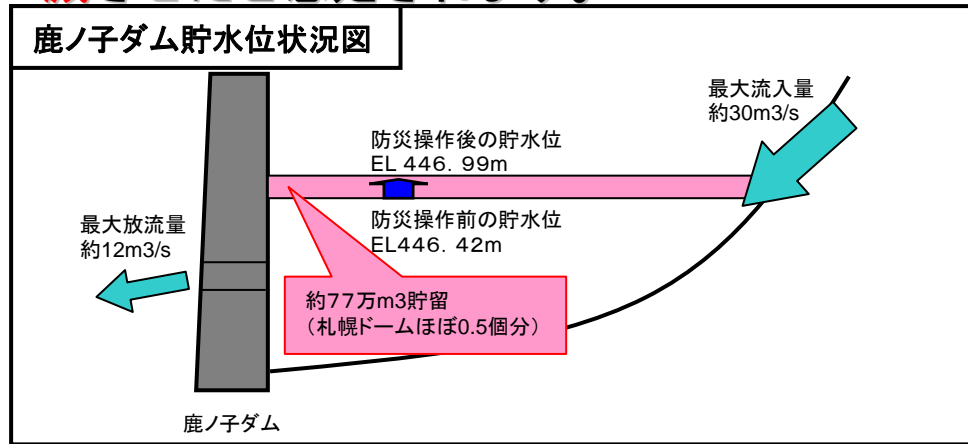 鹿ノ子ダム貯水位状況図
最大流入量
約30m3/s
防災操作後の貯水位
EL 446．99m
防災操作前の貯水位
EL446．42m
最大放流量
約12m3/s
約77万m3貯留
（札幌ドームほぼ0.5個分）
鹿ノ子ダム